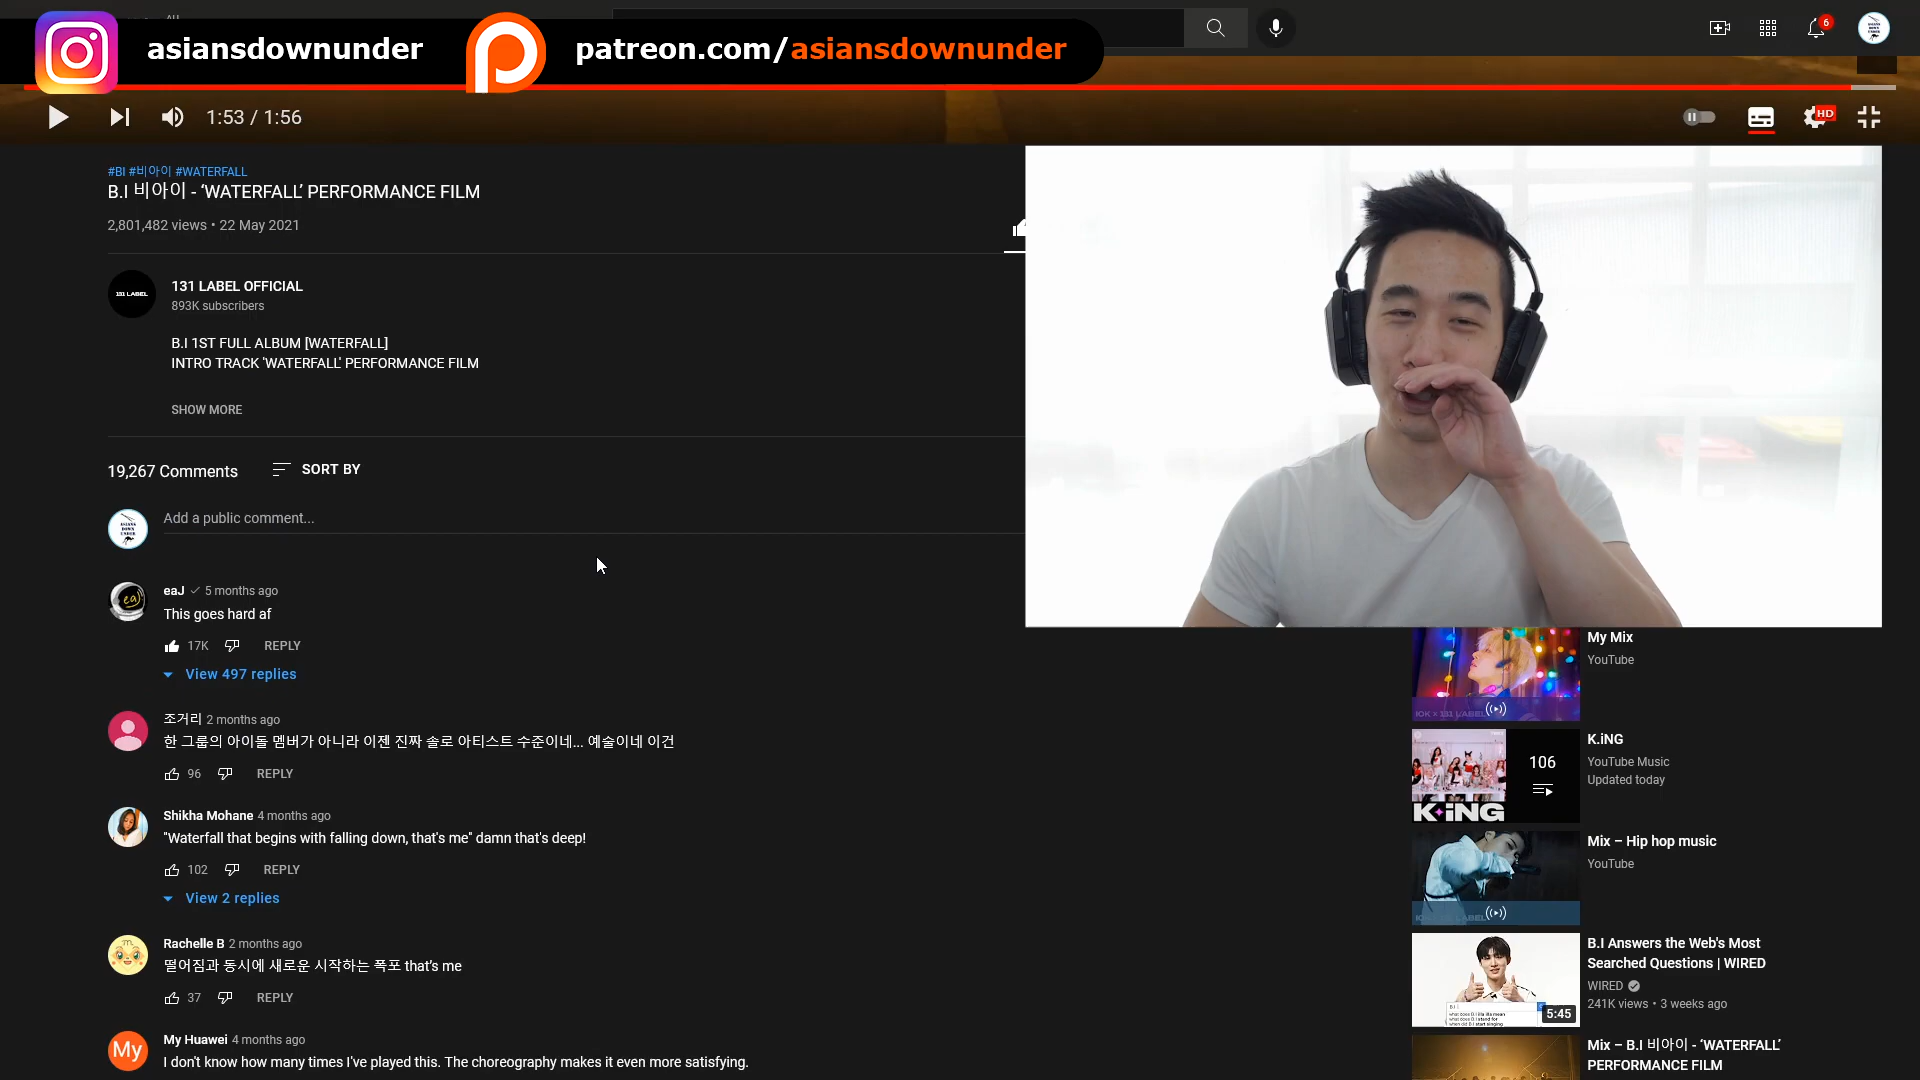 asiansdownunder
patreon.com/asiansdownunder
6
1:53 / 1:56
HD
#BI #비아이 #WATERFALL
B.I 비아이 - ‘WATERFALL’ PERFORMANCE FILM
2,801,482 views • 22 May 2021
131 LABEL
131 LABEL OFFICIAL
893K subscribers
B.I 1ST FULL ALBUM [WATERFALL]
INTRO TRACK 'WATERFALL' PERFORMANCE FILM
SHOW MORE
19,267 Comments
SORT BY
ASIANS DOWN UNDER
Add a public comment...
eaJ 5 months ago
This goes hard af
17K REPLY
View 497 replies
조거리 2 months ago
한 그룹의 아이돌 멤버가 아니라 이젠 진짜 솔로 아티스트 수준이네... 예술이네 이건
96 REPLY
Shikha Mohane 4 months ago
"Waterfall that begins with falling down, that's me" damn that's deep!
102 REPLY
View 2 replies
Rachelle B 2 months ago
떨어짐과 동시에 새로운 시작하는 폭포 that's me
37 REPLY
My
My Huawei 4 months ago
I don't know how many times I've played this. The choreography makes it even more satisfying.
My Mix
YouTube
K.iNG
106
K.iNG
YouTube Music
Updated today
Mix – Hip hop music
YouTube
5:45
B.I Answers the Web's Most
Searched Questions | WIRED
WIRED
241K views • 3 weeks ago
Mix – B.I 비아이 - ‘WATERFALL’
PERFORMANCE FILM